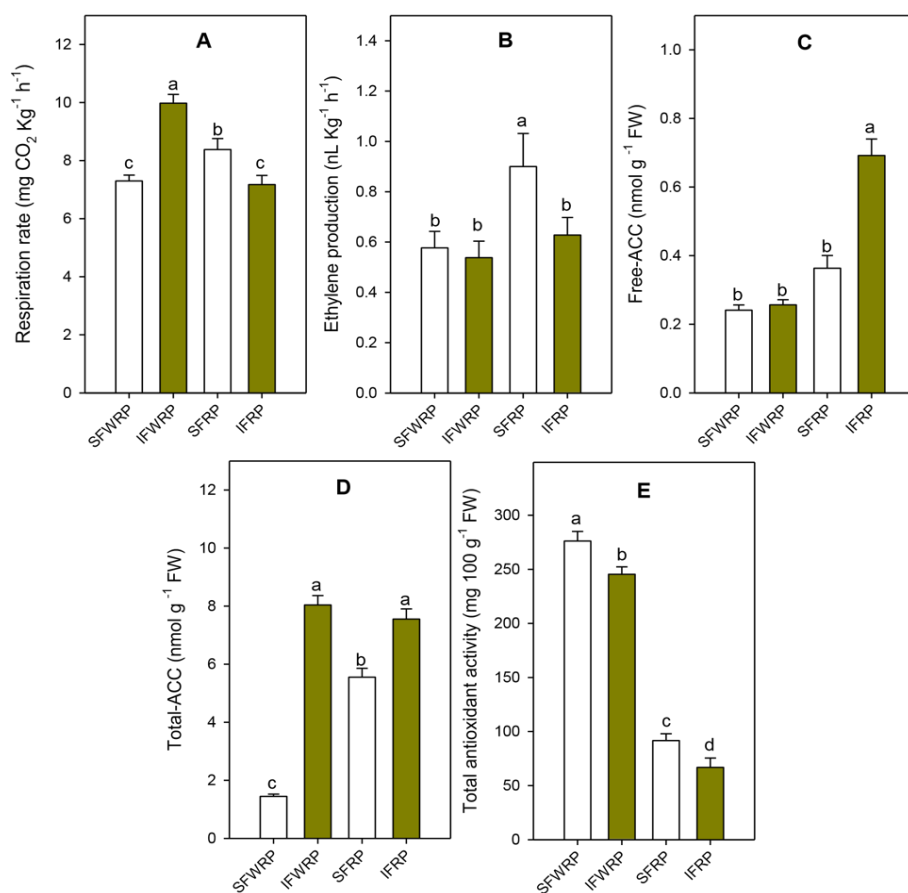 A
Respiration rate (mg CO₂ Kg⁻¹ h⁻¹)
12
10
8
6
4
2
0
c
a
b
c
SFWRP
IFWRP
SFRP
IFRP
B
Ethylene production (nL Kg⁻¹ h⁻¹)
1.4
1.2
1.0
0.8
0.6
0.4
0.2
0.0
b
b
a
b
SFWRP
IFWRP
SFRP
IFRP
C
Free-ACC (nmol g⁻¹ FW)
1.0
0.8
0.6
0.4
0.2
0.0
b
b
b
a
SFWRP
IFWRP
SFRP
IFRP
D
Total-ACC (nmol g⁻¹ FW)
12
10
8
6
4
2
0
c
a
b
a
SFWRP
IFWRP
SFRP
IFRP
E
Total antioxidant activity (mg 100 g⁻¹ FW)
300
250
200
150
100
50
0
a
b
c
d
SFWRP
IFWRP
SFRP
IFRP